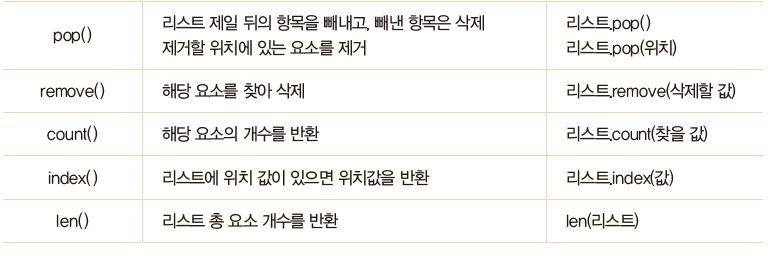 pop()
리스트 제일 뒤의 항목을 빼내고, 빼낸 항목은 삭제
제거할 위치에 있는 요소를 제거
리스트.pop()
리스트.pop(위치)
remove()
해당 요소를 찾아 삭제
리스트.remove(삭제할 값)
count()
해당 요소의 개수를 반환
리스트.count(찾을 값)
index()
리스트에 위치 값이 있으면 위치값을 반환
리스트.index(값)
len()
리스트 총 요소 개수를 반환
len(리스트)